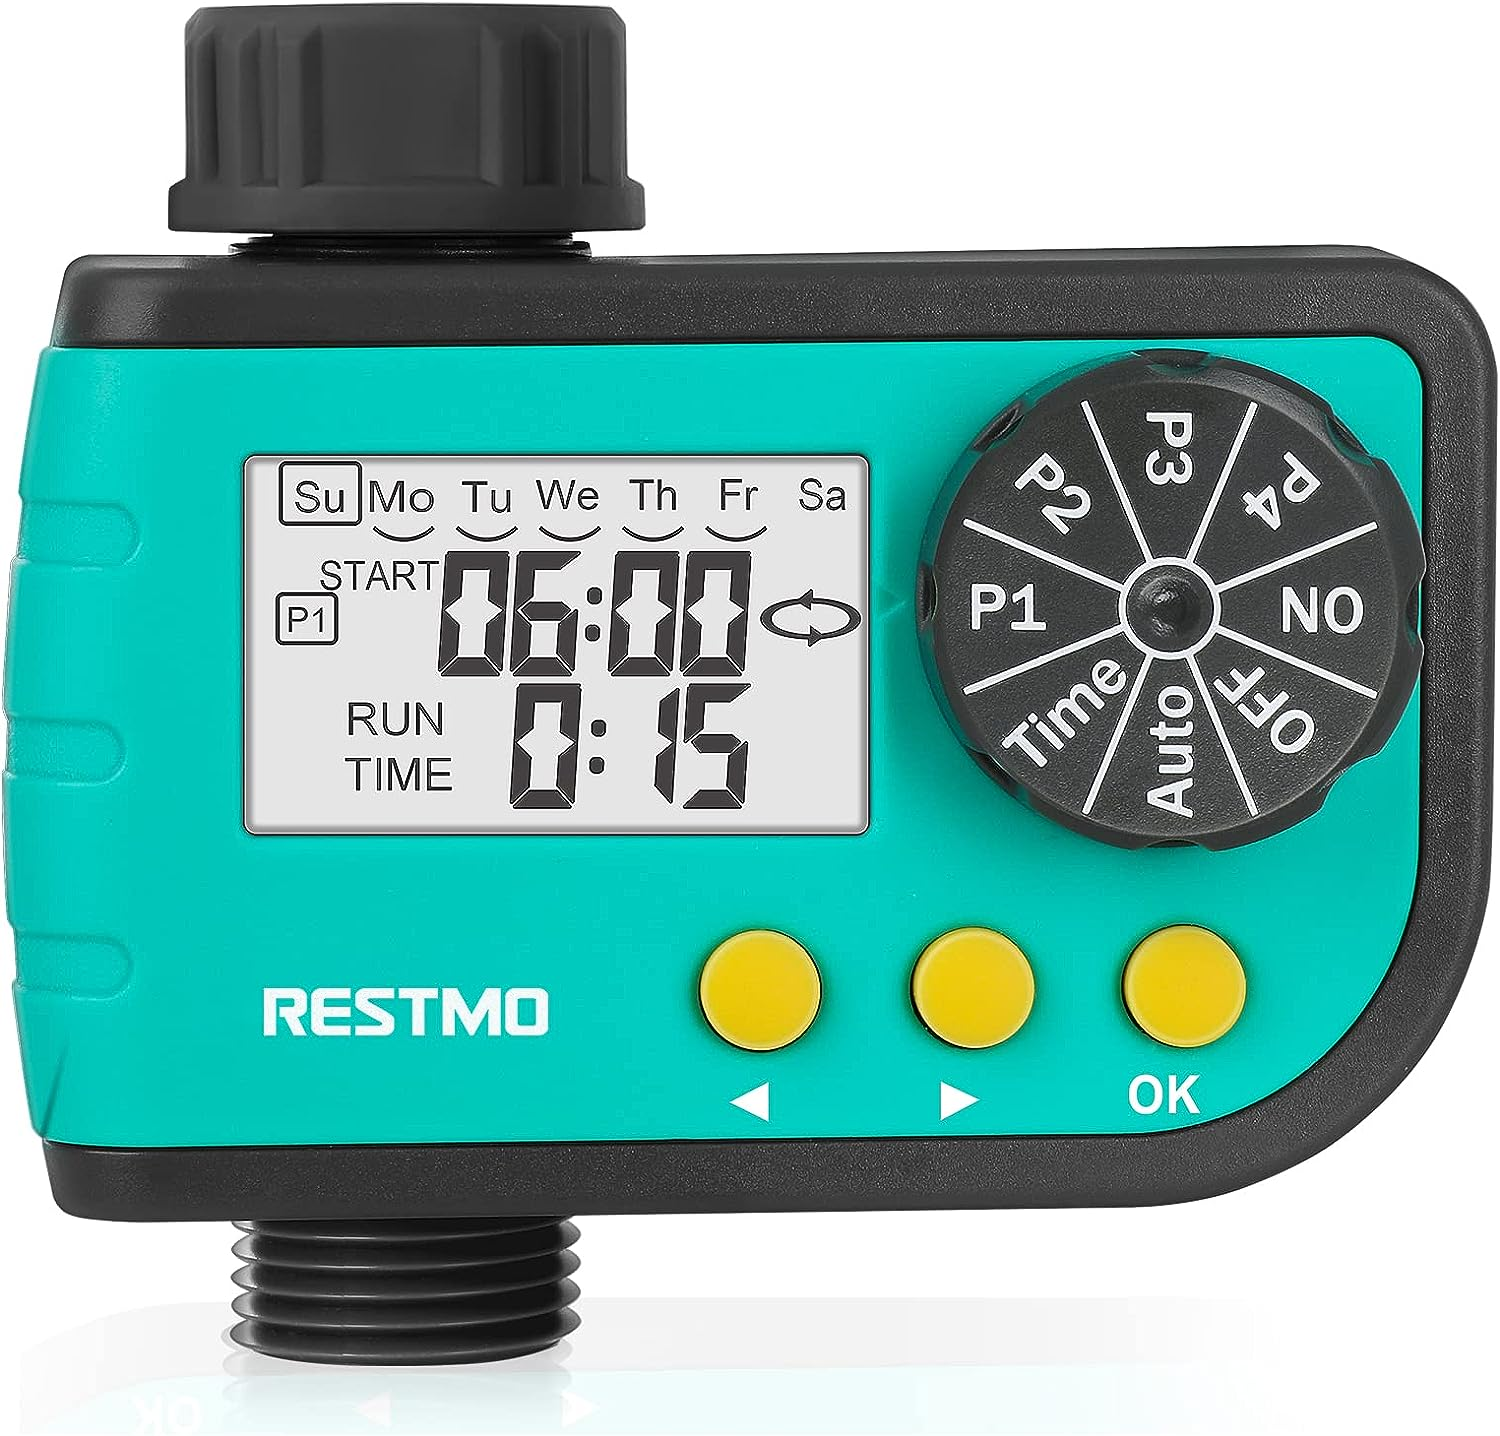 Su Mo Tu We Th Fr Sa
START 06:00
P1
RUN
TIME
0:15
P1
P2
P3
P4
ON
OFF
Auto
Time
RESTMO
◀ ▶ OK